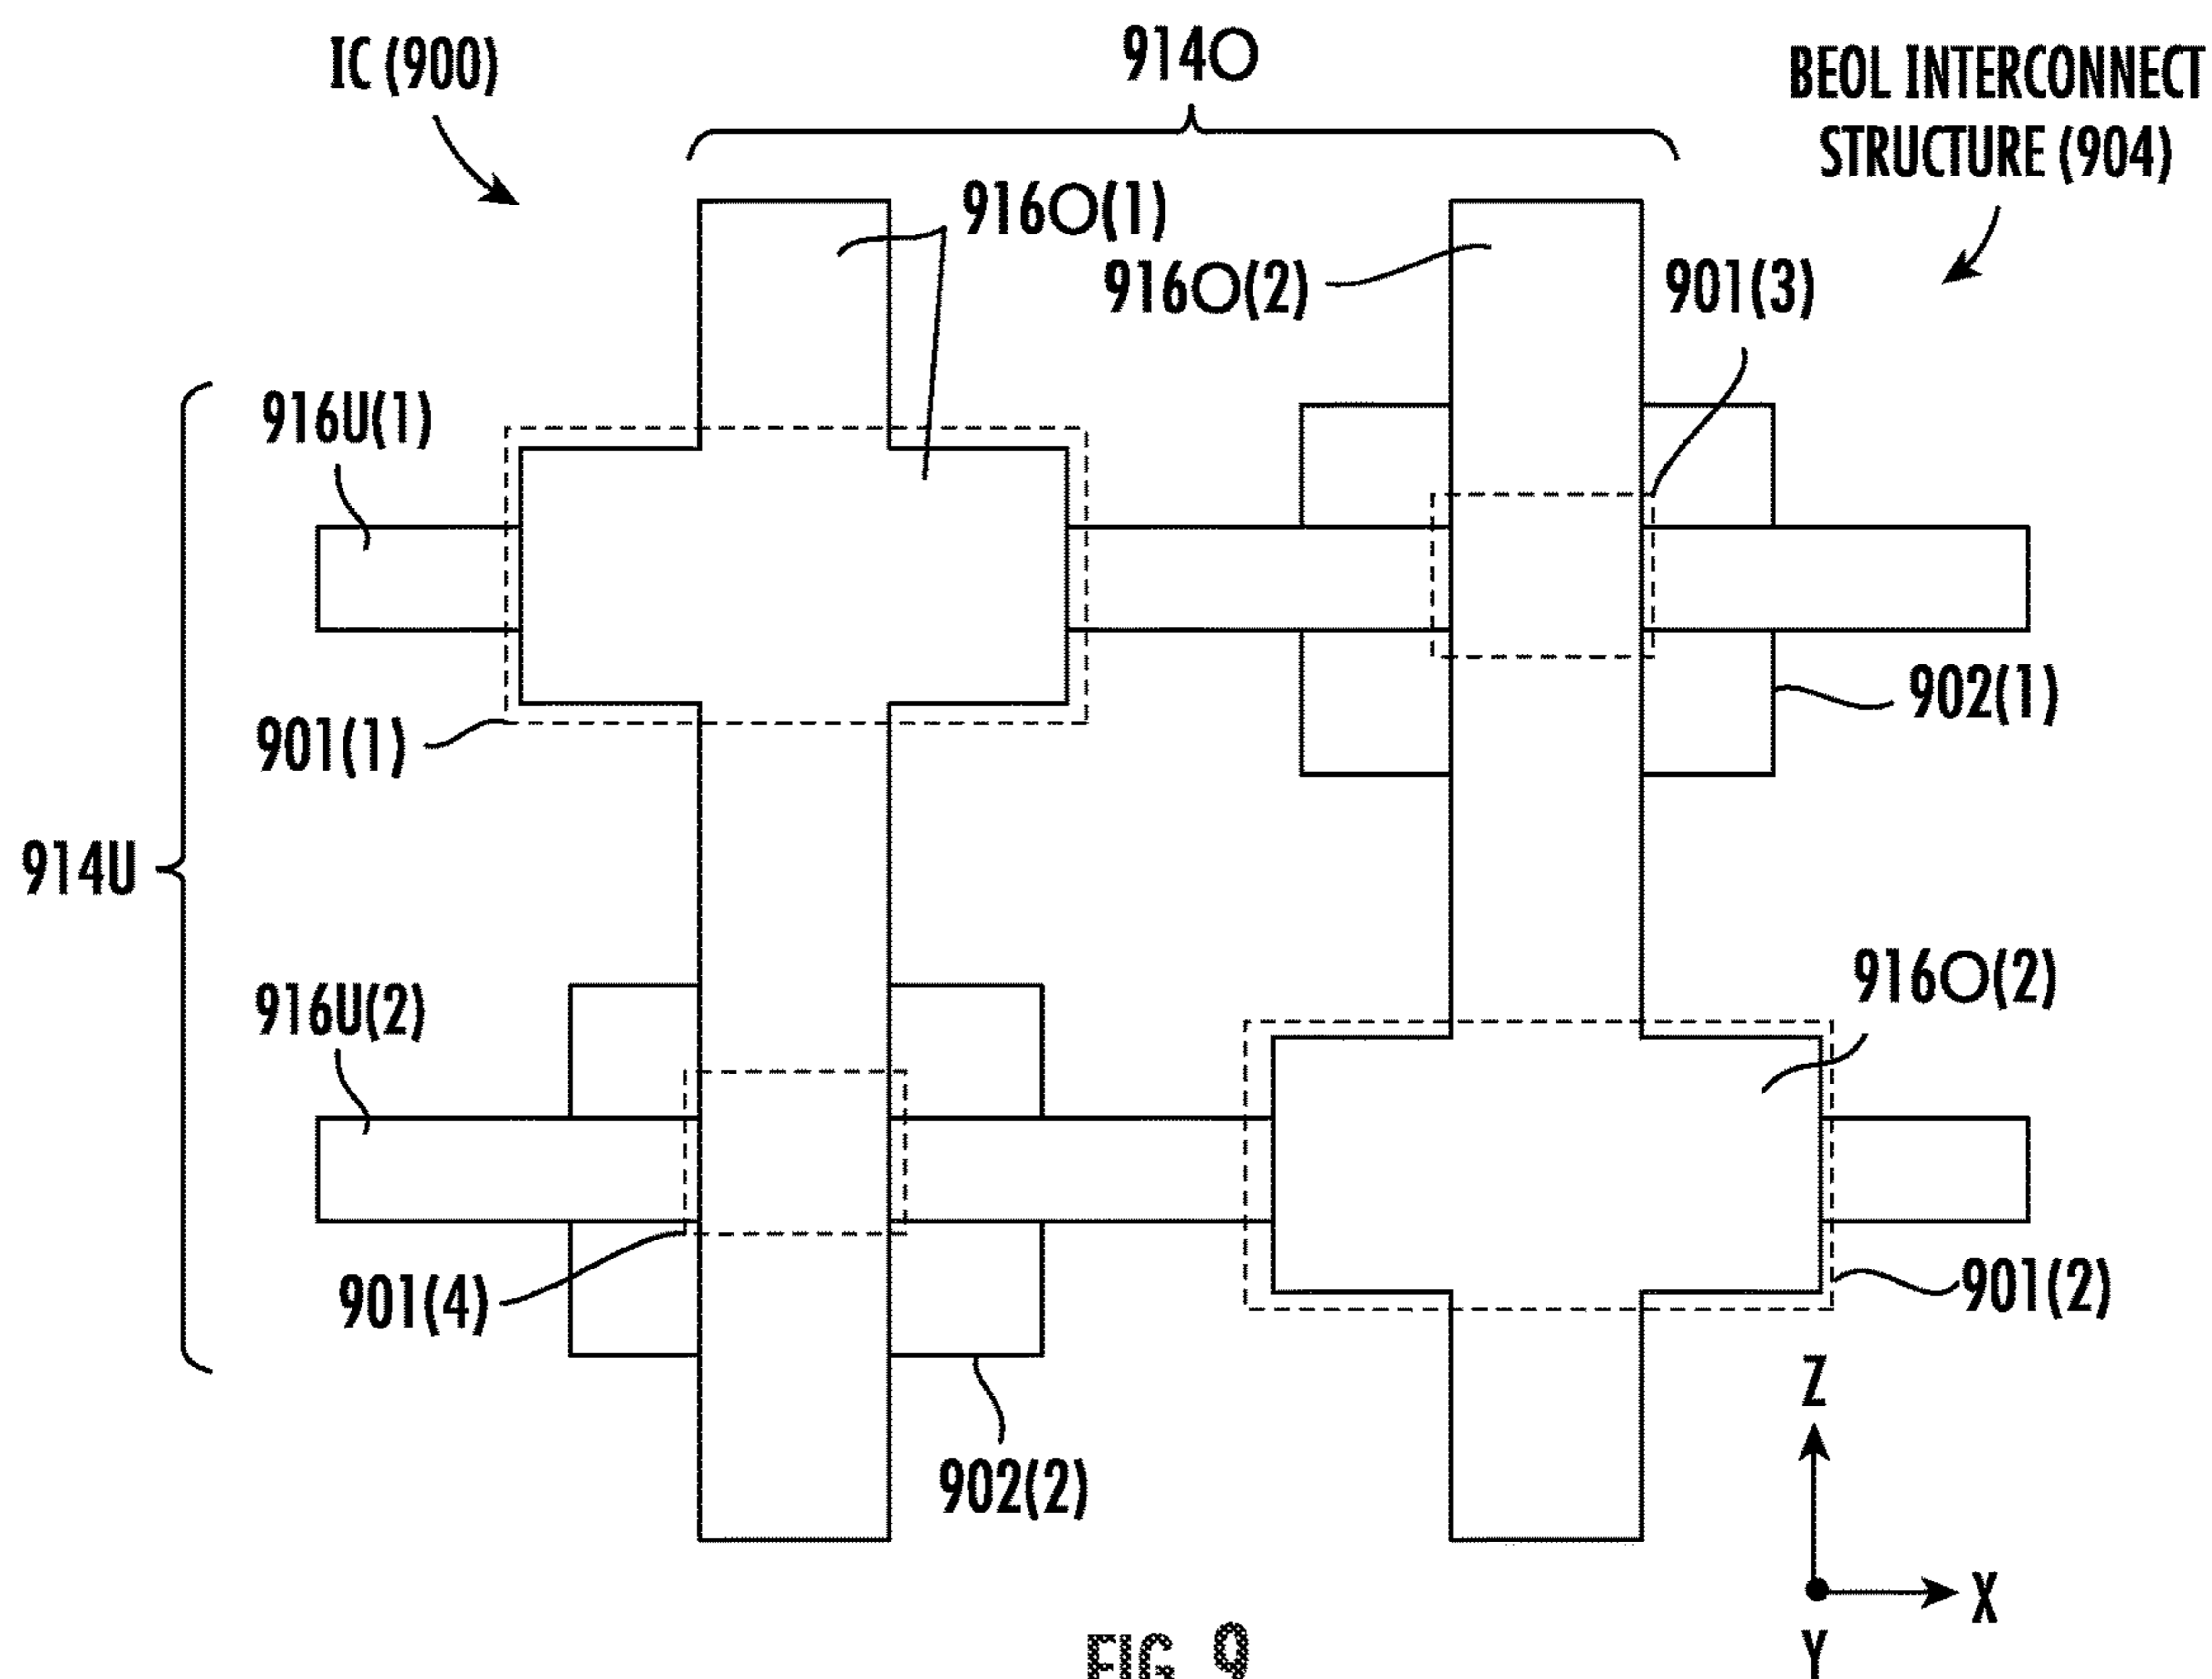 IC (900)
914O
BEOL INTERCONNECT
STRUCTURE (904)
916O(1)
916O(2)
901(3)
916U(1)
902(1)
901(1)
914U
916O(2)
916U(2)
901(4)
901(2)
902(2)
Z
X
Y
FIG. 9